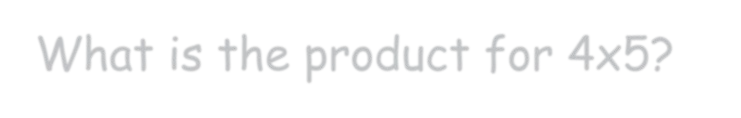 What is the product for 4x5?